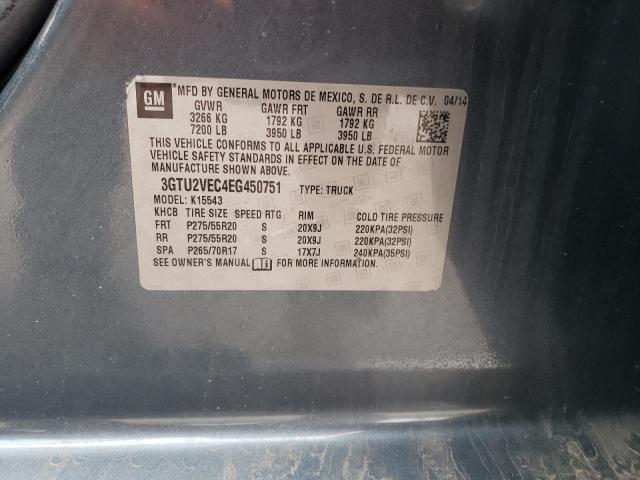 GM
MFD BY GENERAL MOTORS DE MEXICO, S. DE R.L. DE C.V. 04/14
GVWR GAWR FRT GAWR RR
3266 KG 1792 KG 1792 KG
7200 LB 3950 LB 3950 LB
THIS VEHICLE CONFORMS TO ALL APPLICABLE U.S. FEDERAL MOTOR
VEHICLE SAFETY STANDARDS IN EFFECT ON THE DATE OF
MANUFACTURE SHOWN ABOVE.
3GTU2VEC4EG450751 TYPE: TRUCK
MODEL: K15543
KHCB TIRE SIZE SPEED RTG RIM COLD TIRE PRESSURE
FRT P275/55R20 S 20X9J 220KPA(32PSI)
RR P275/55R20 S 20X9J 220KPA(32PSI)
SPA P265/70R17 S 17X7J 240KPA(35PSI)
SEE OWNER'S MANUAL FOR MORE INFORMATION.